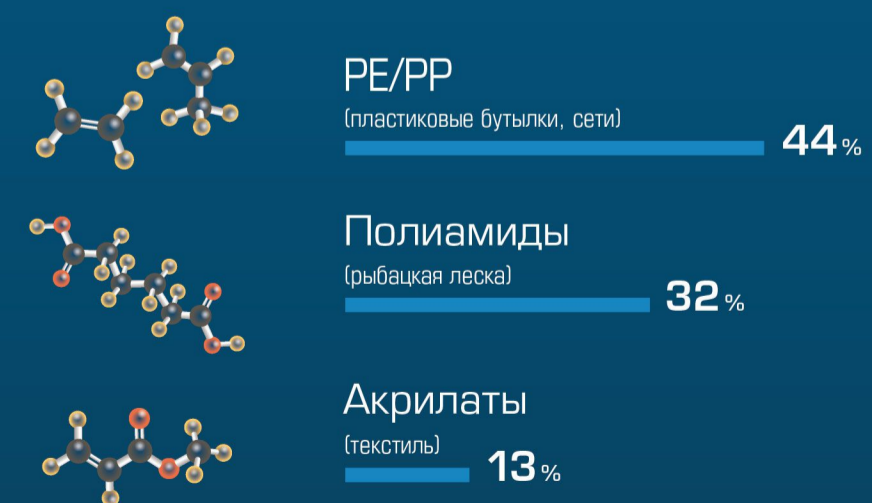 PE/PP
(пластиковые бутылки, сети)
44%
Полиамиды
(рыбацкая леска)
32%
Акрилаты
(текстиль)
13%